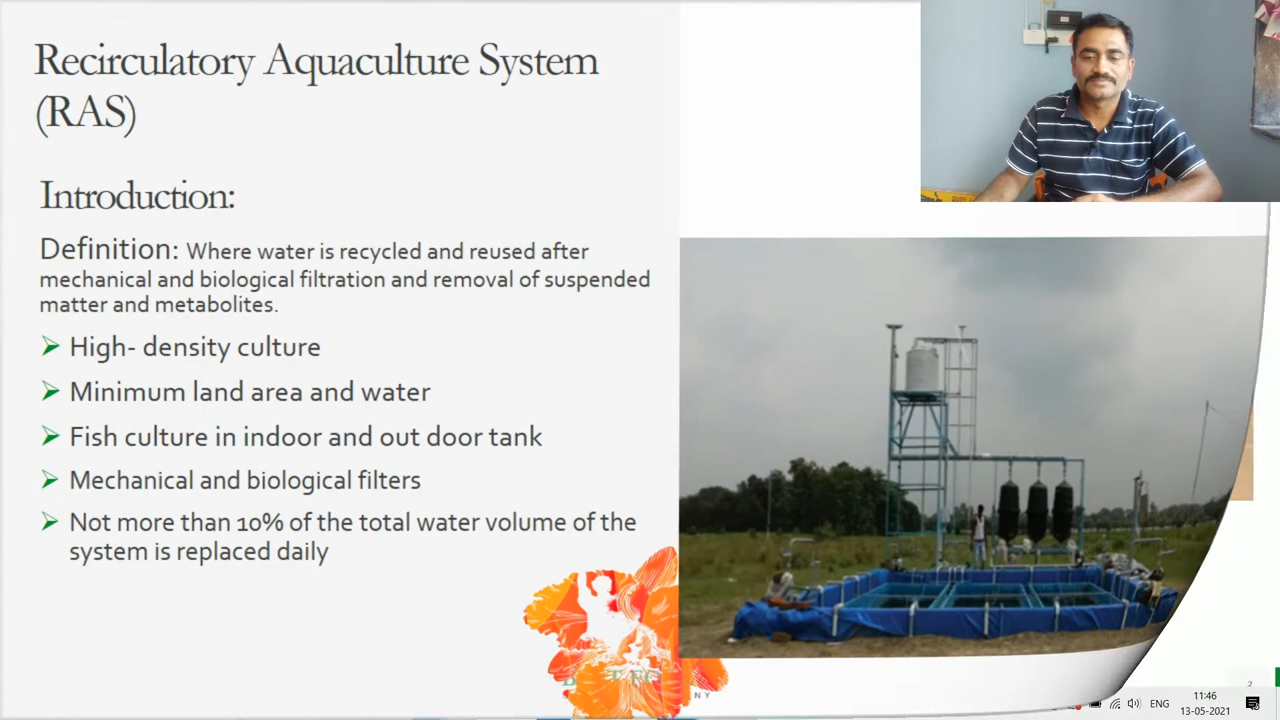 Recirculatory Aquaculture System
(RAS)
Introduction:
Definition: Where water is recycled and reused after
mechanical and biological filtration and removal of suspended
matter and metabolites.
High- density culture
Minimum land area and water
Fish culture in indoor and out door tank
Mechanical and biological filters
Not more than 10% of the total water volume of the
system is replaced daily
2
ENG
11:46
13-05-2021